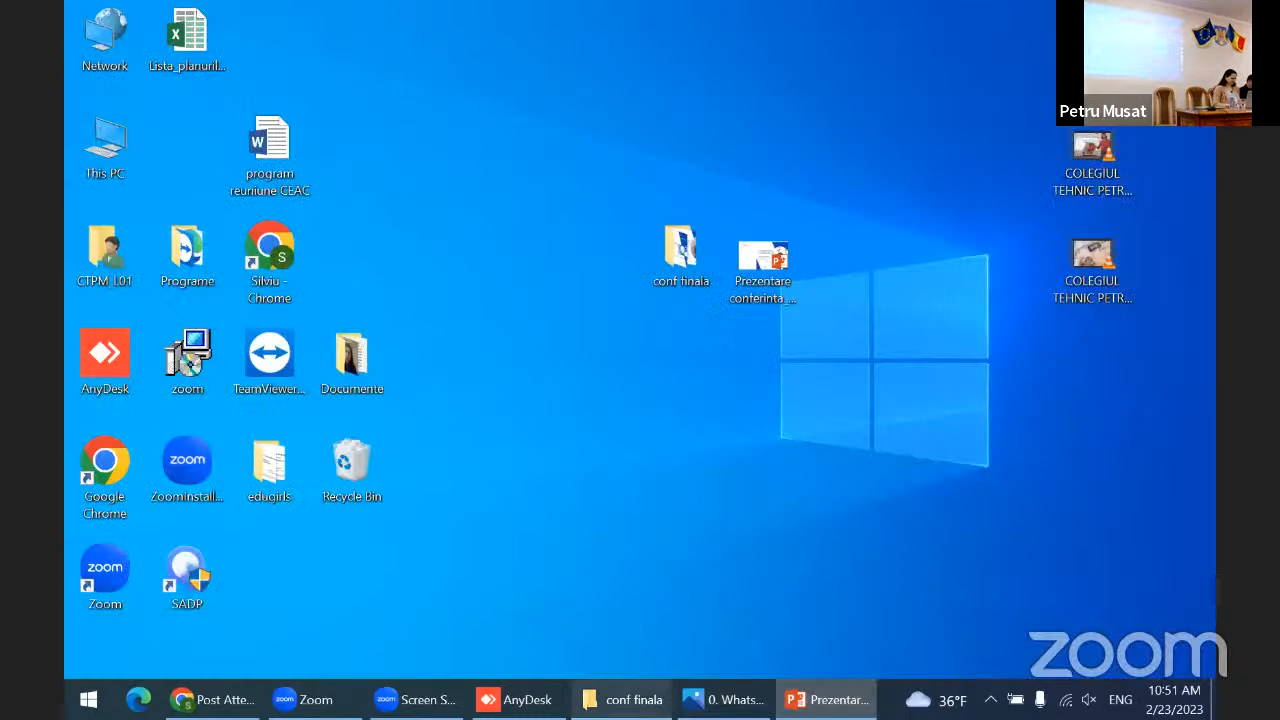 Network
Lista_planuril...
Petru Musat
This PC
program
reuniune CEAC
COLEGIUL
TEHNIC PETR...
CTPM_L01
Programe
Silviu -
Chrome
conf finala
Prezentare
conferinta_...
COLEGIUL
TEHNIC PETR...
AnyDesk
zoom
TeamViewer...
Documente
Google
Chrome
zoom
Zoominstall...
edugirls
Recycle Bin
zoom
Zoom
SADP
zoom
Post Atte...
zoom
Zoom
zoom
Screen S...
AnyDesk
conf finala
0. Whats...
Prezentar...
36°F
ENG
10:51 AM
2/23/2023